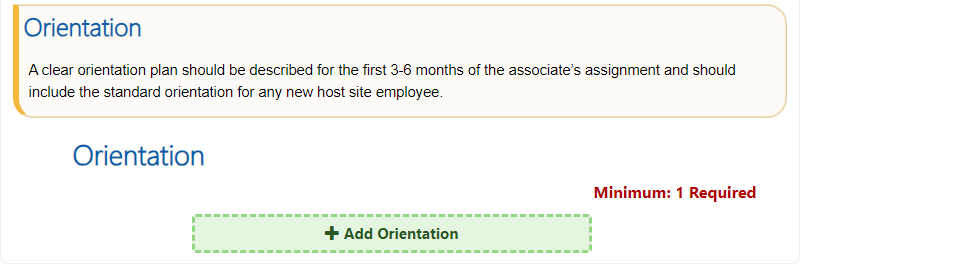 Orientation
A clear orientation plan should be described for the first 3-6 months of the associate’s assignment and should
include the standard orientation for any new host site employee.
Orientation
Minimum: 1 Required
+ Add Orientation